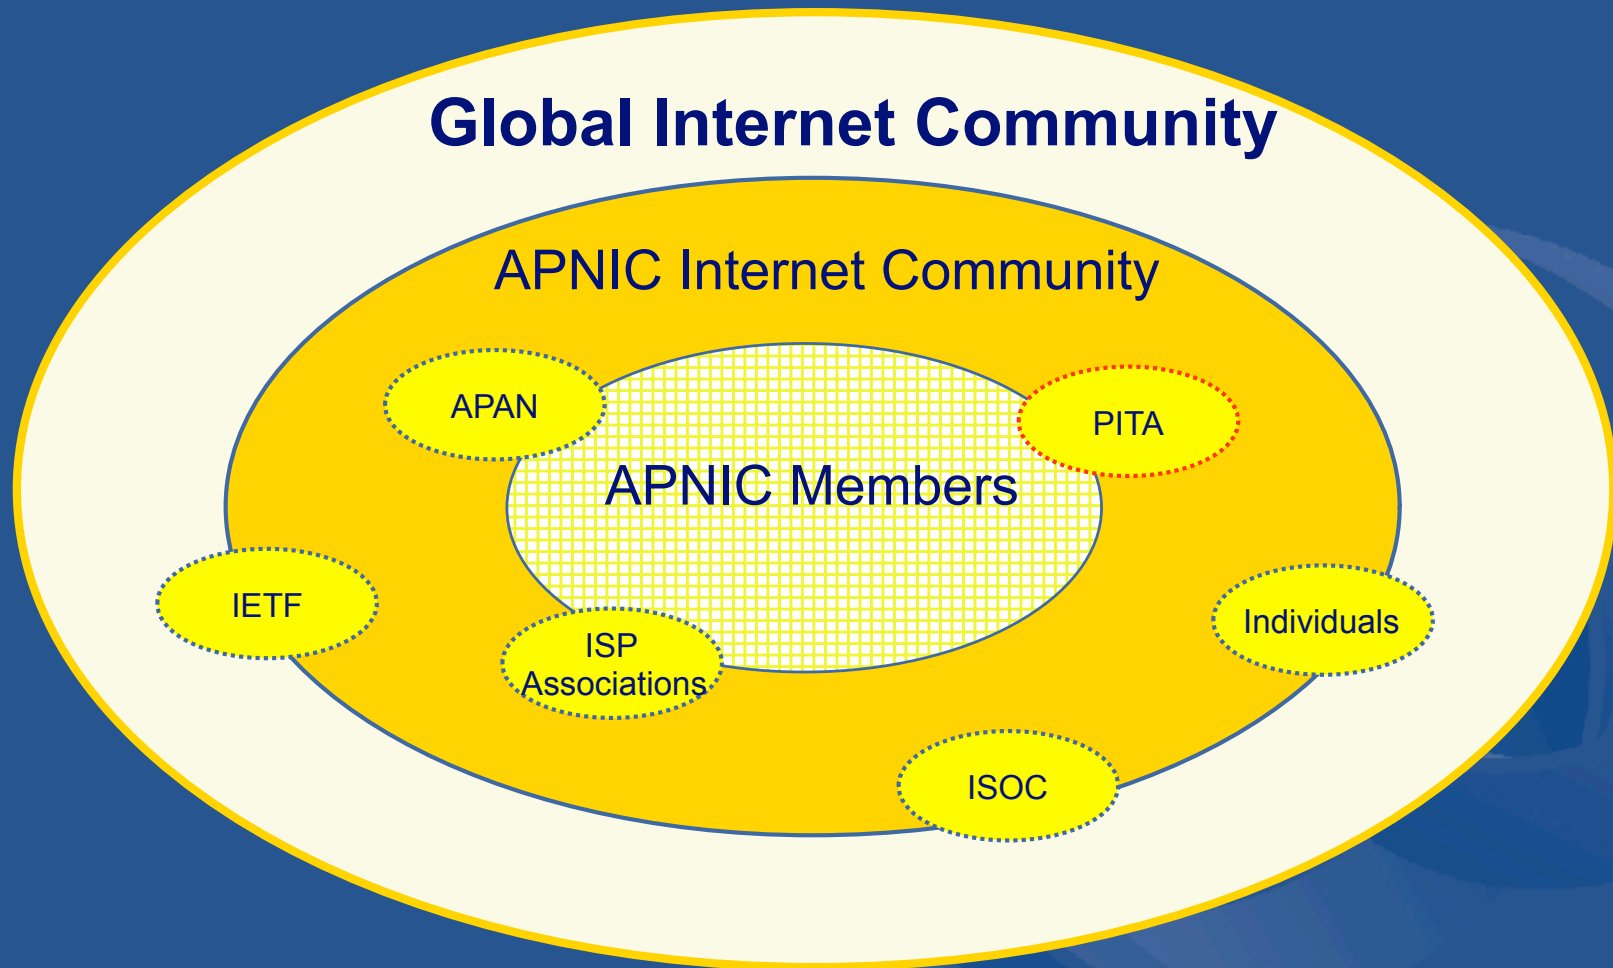 Global Internet Community
APNIC Internet Community
APAN
PITA
APNIC Members
IETF
Individuals
ISP
Associations
ISOC